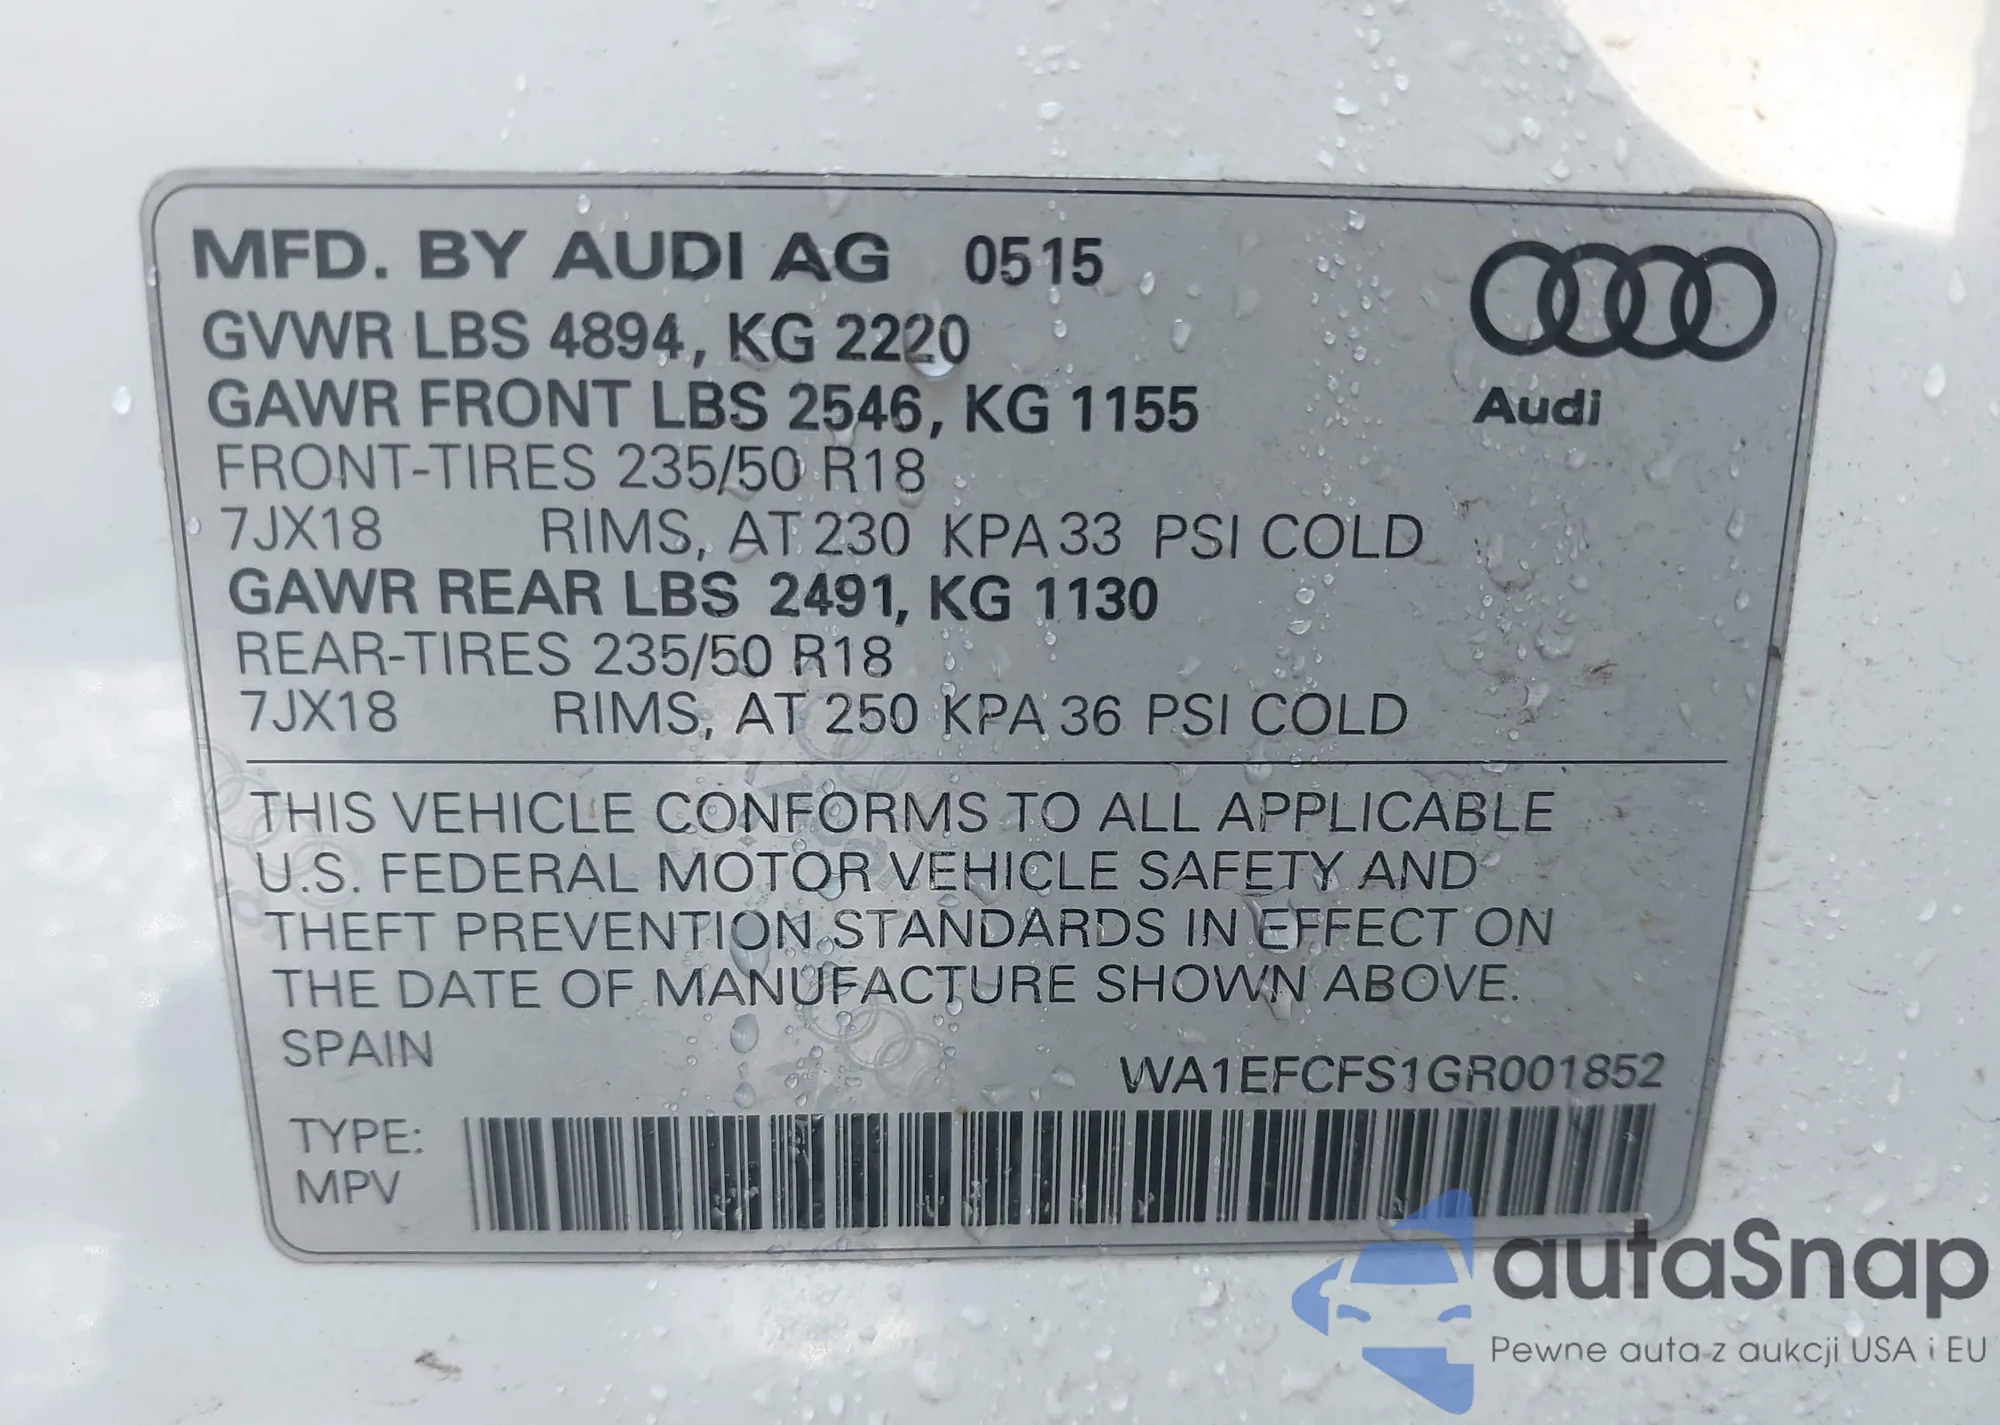 MFD. BY AUDI AG 0515
GVWR LBS 4894, KG 2220
GAWR FRONT LBS 2546, KG 1155
Audi
FRONT-TIRES 235/50 R18
7JX18 RIMS, AT 230 KPA 33 PSI COLD
GAWR REAR LBS 2491, KG 1130
REAR-TIRES 235/50 R18
7JX18 RIMS, AT 250 KPA 36 PSI COLD
THIS VEHICLE CONFORMS TO ALL APPLICABLE
U.S. FEDERAL MOTOR VEHICLE SAFETY AND
THEFT PREVENTION STANDARDS IN EFFECT ON
THE DATE OF MANUFACTURE SHOWN ABOVE.
SPAIN
WA1EFCFS1GR001852
TYPE:
MPV
autaSnap
Pewne auta z aukcji USA i EU